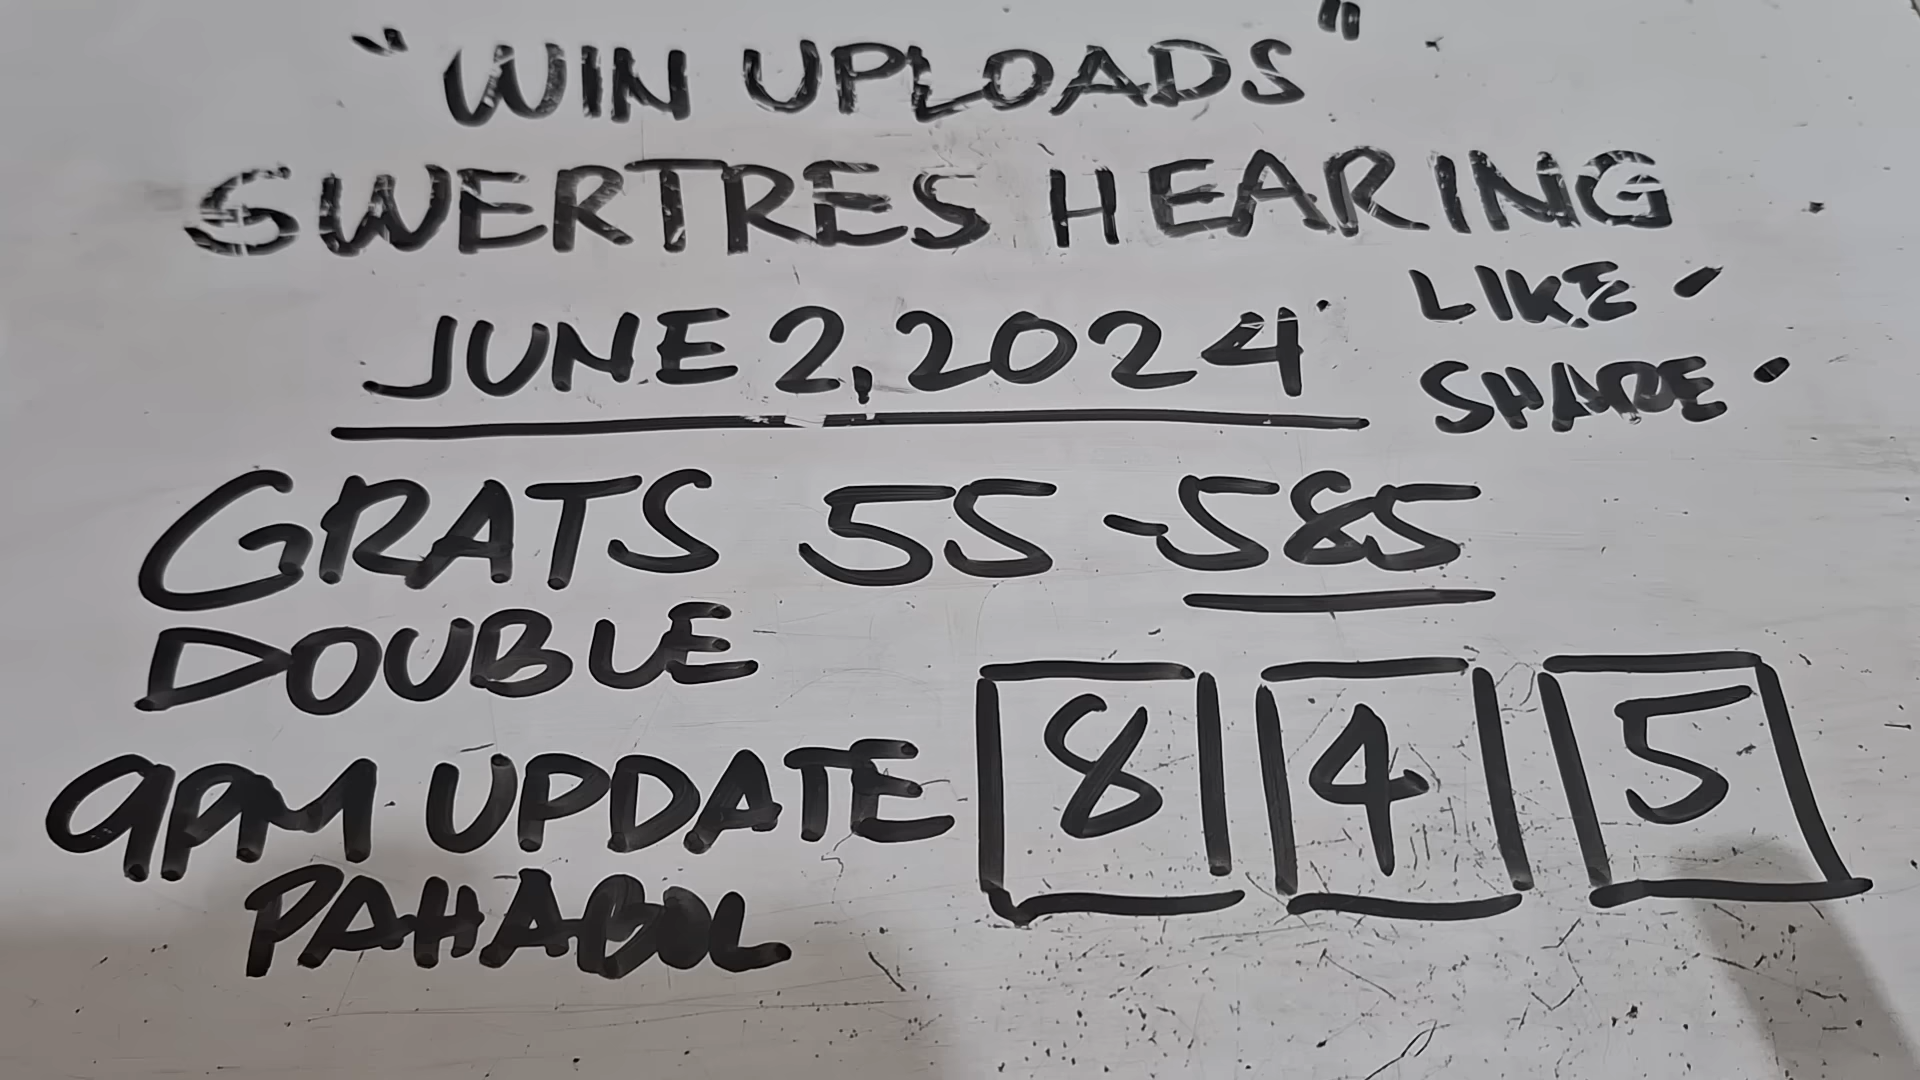 "WIN UPLOADS"
SWERTRES HEARING
LIKE
JUNE 2, 2024
SHARE
GRATS 55-585
DOUBLE
8 4 5
9PM UPDATE
PAHABOL